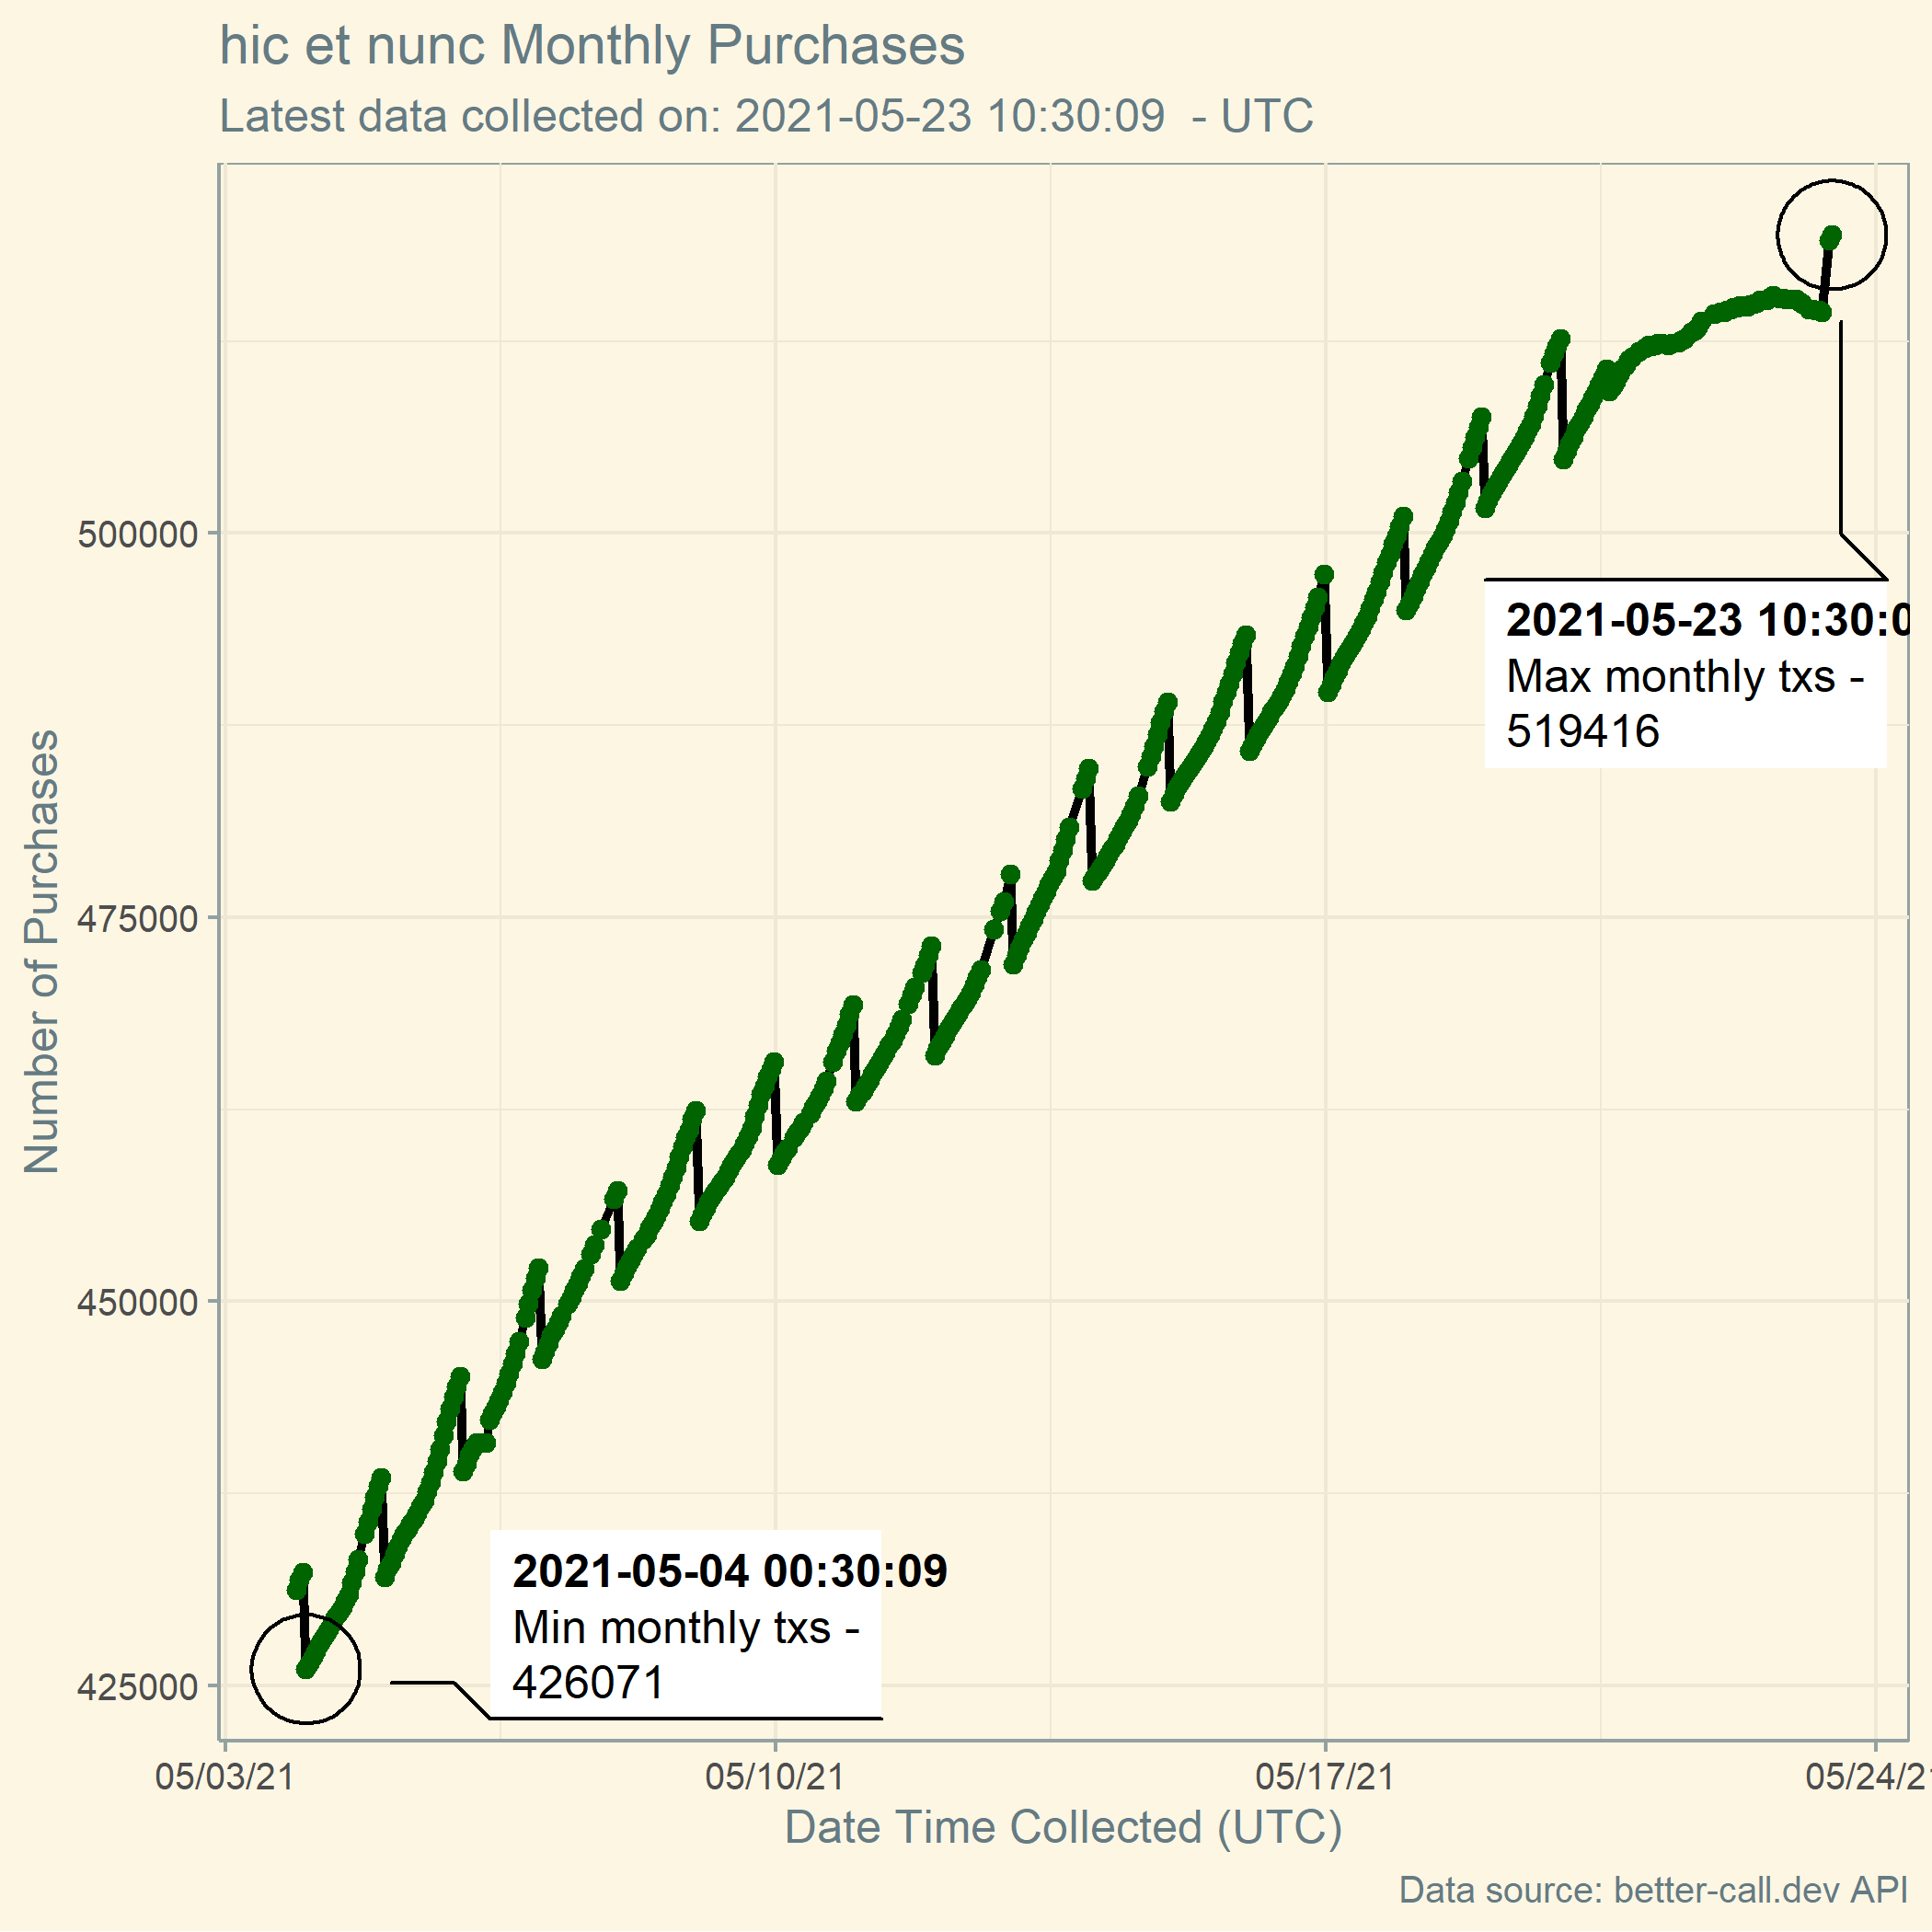 hic et nunc Monthly Purchases
Latest data collected on: 2021-05-23 10:30:09  - UTC
Number of Purchases
500000
475000
450000
425000
2021-05-23 10:30:0
Max monthly txs -
519416
2021-05-04 00:30:09
Min monthly txs -
426071
05/03/21 05/10/21 05/17/21 05/24/21
Date Time Collected (UTC)
Data source: better-call.dev API